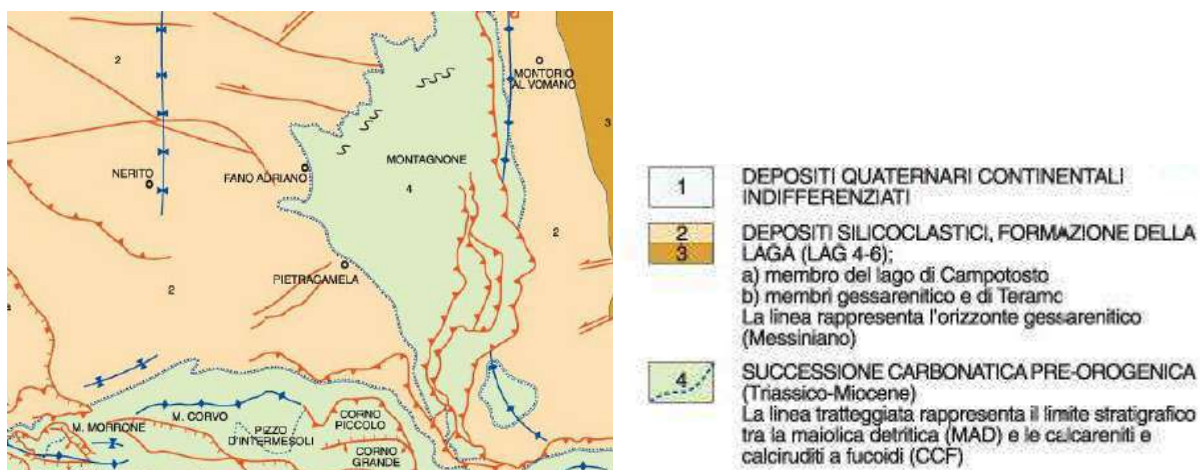 2
MONTORIO
AL VOMANO
3
NERITO
FANO ADRIANO
MONTAGNONE
4
2
PIETRACAMELA
2
M. CORVO
M. MORRONE
PIZZO
D'INTERMESOLI
CORNO
PICCOLO
CORNO
GRANDE
1
DEPOSITI QUATERNARI CONTINENTALI
INDIFFERENZIATI
2
3
DEPOSITI SILICOCLASTICI, FORMAZIONE DELLA
LAGA (LAG 4-6);
a) membro del lago di Campotosto
b) membri gessarenitico e di Teramo
La linea rappresenta l'orizzonte gessarenitico
(Messiniano)
4
SUCCESSIONE CARBONATICA PRE-OROGENICA
(Triassico-Miocene)
La linea tratteggiata rappresenta il limite stratigrafico
tra la maiolica detritica (MAD) e le calcareniti e
calciruditi a fucoidi (CCF)